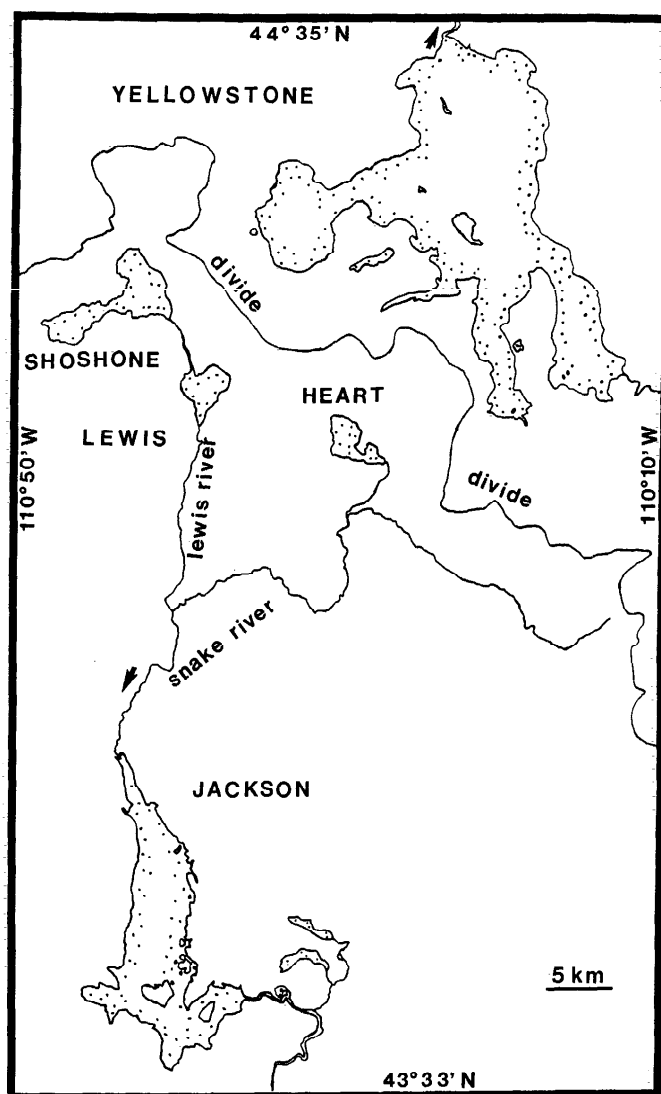 44°35'N
YELLOWSTONE
divide
SHOSHONE
HEART
LEWIS
110°50'W
110°10'W
lewis river
divide
snake river
JACKSON
5 km
43°33'N